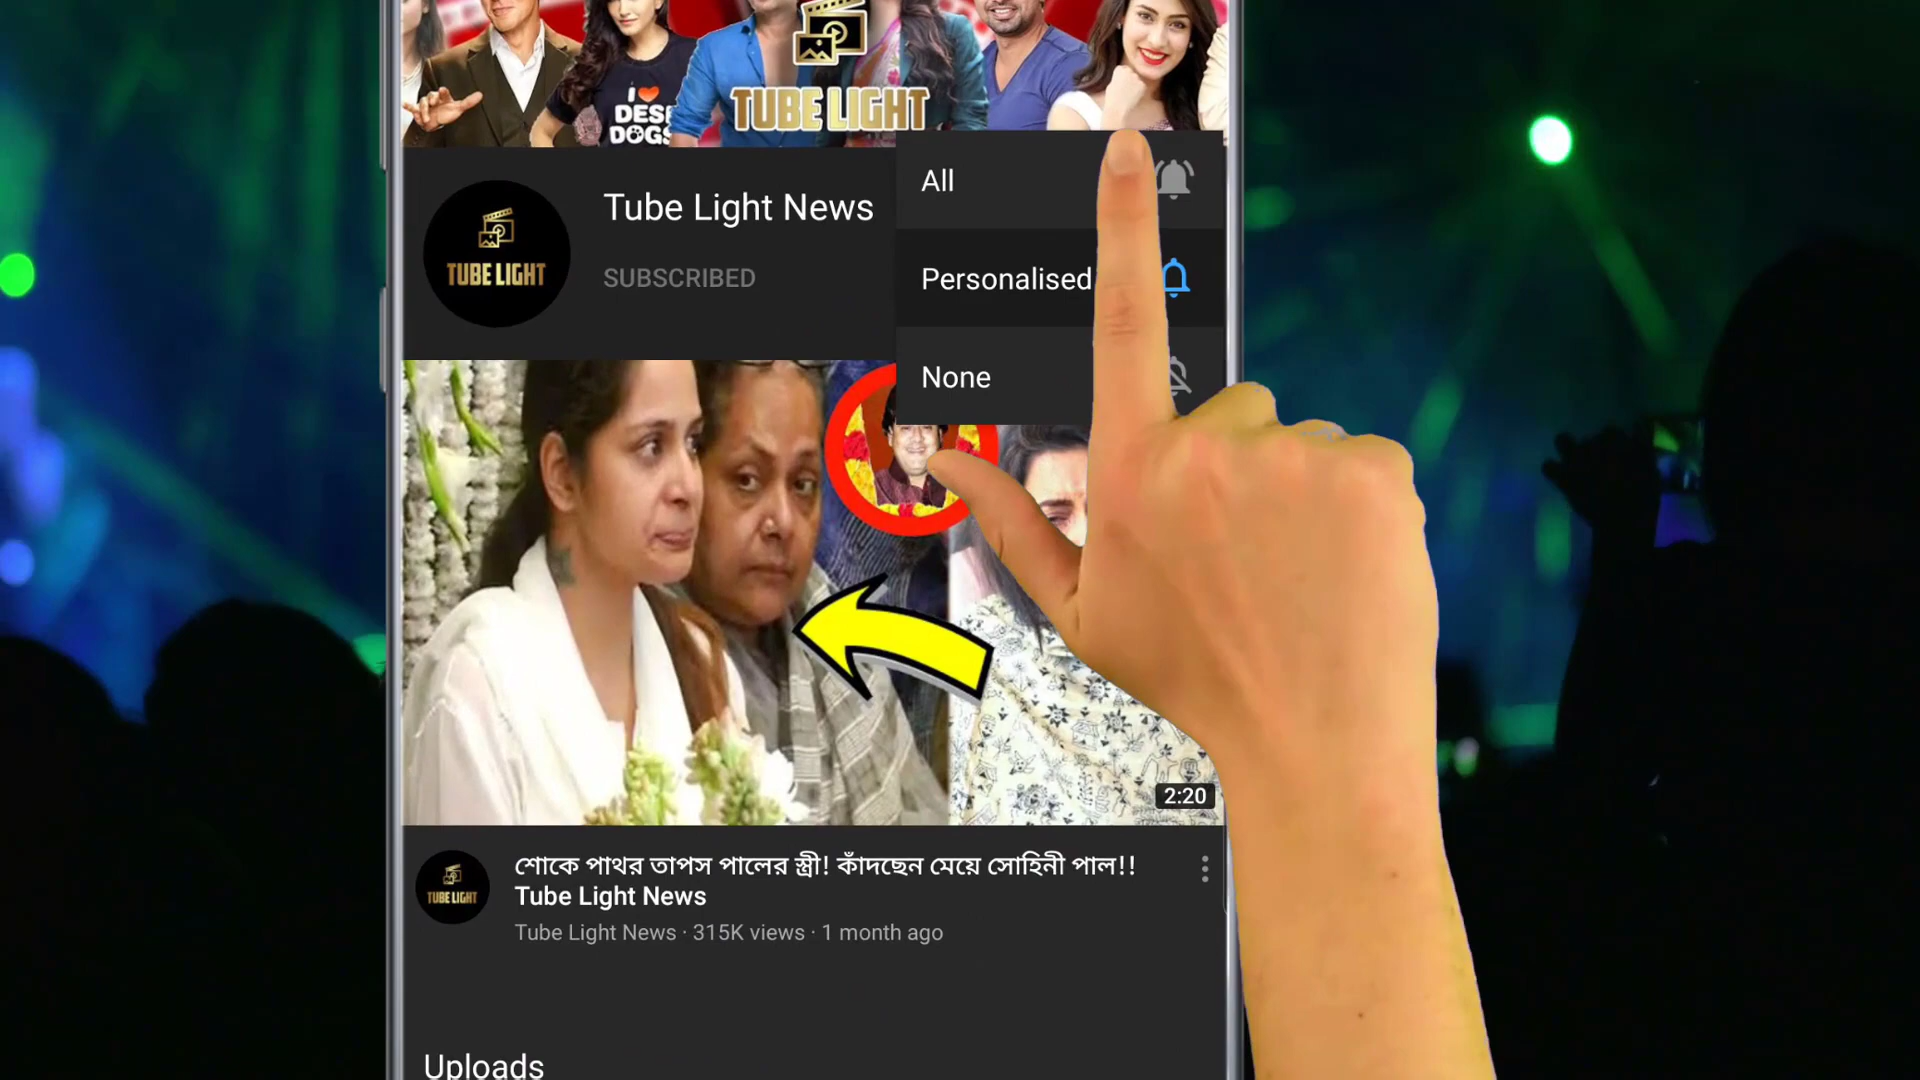 I ❤
DESI
DOGS
TUBE LIGHT
All
Tube Light News
TUBE LIGHT
SUBSCRIBED
Personalised
None
2:20
শোকে পাথর তাপস পালের স্ত্রী! কাঁদছেন মেয়ে সোহিনী পাল!!
Tube Light News
TUBE LIGHT
Tube Light News · 315K views · 1 month ago
Uploads